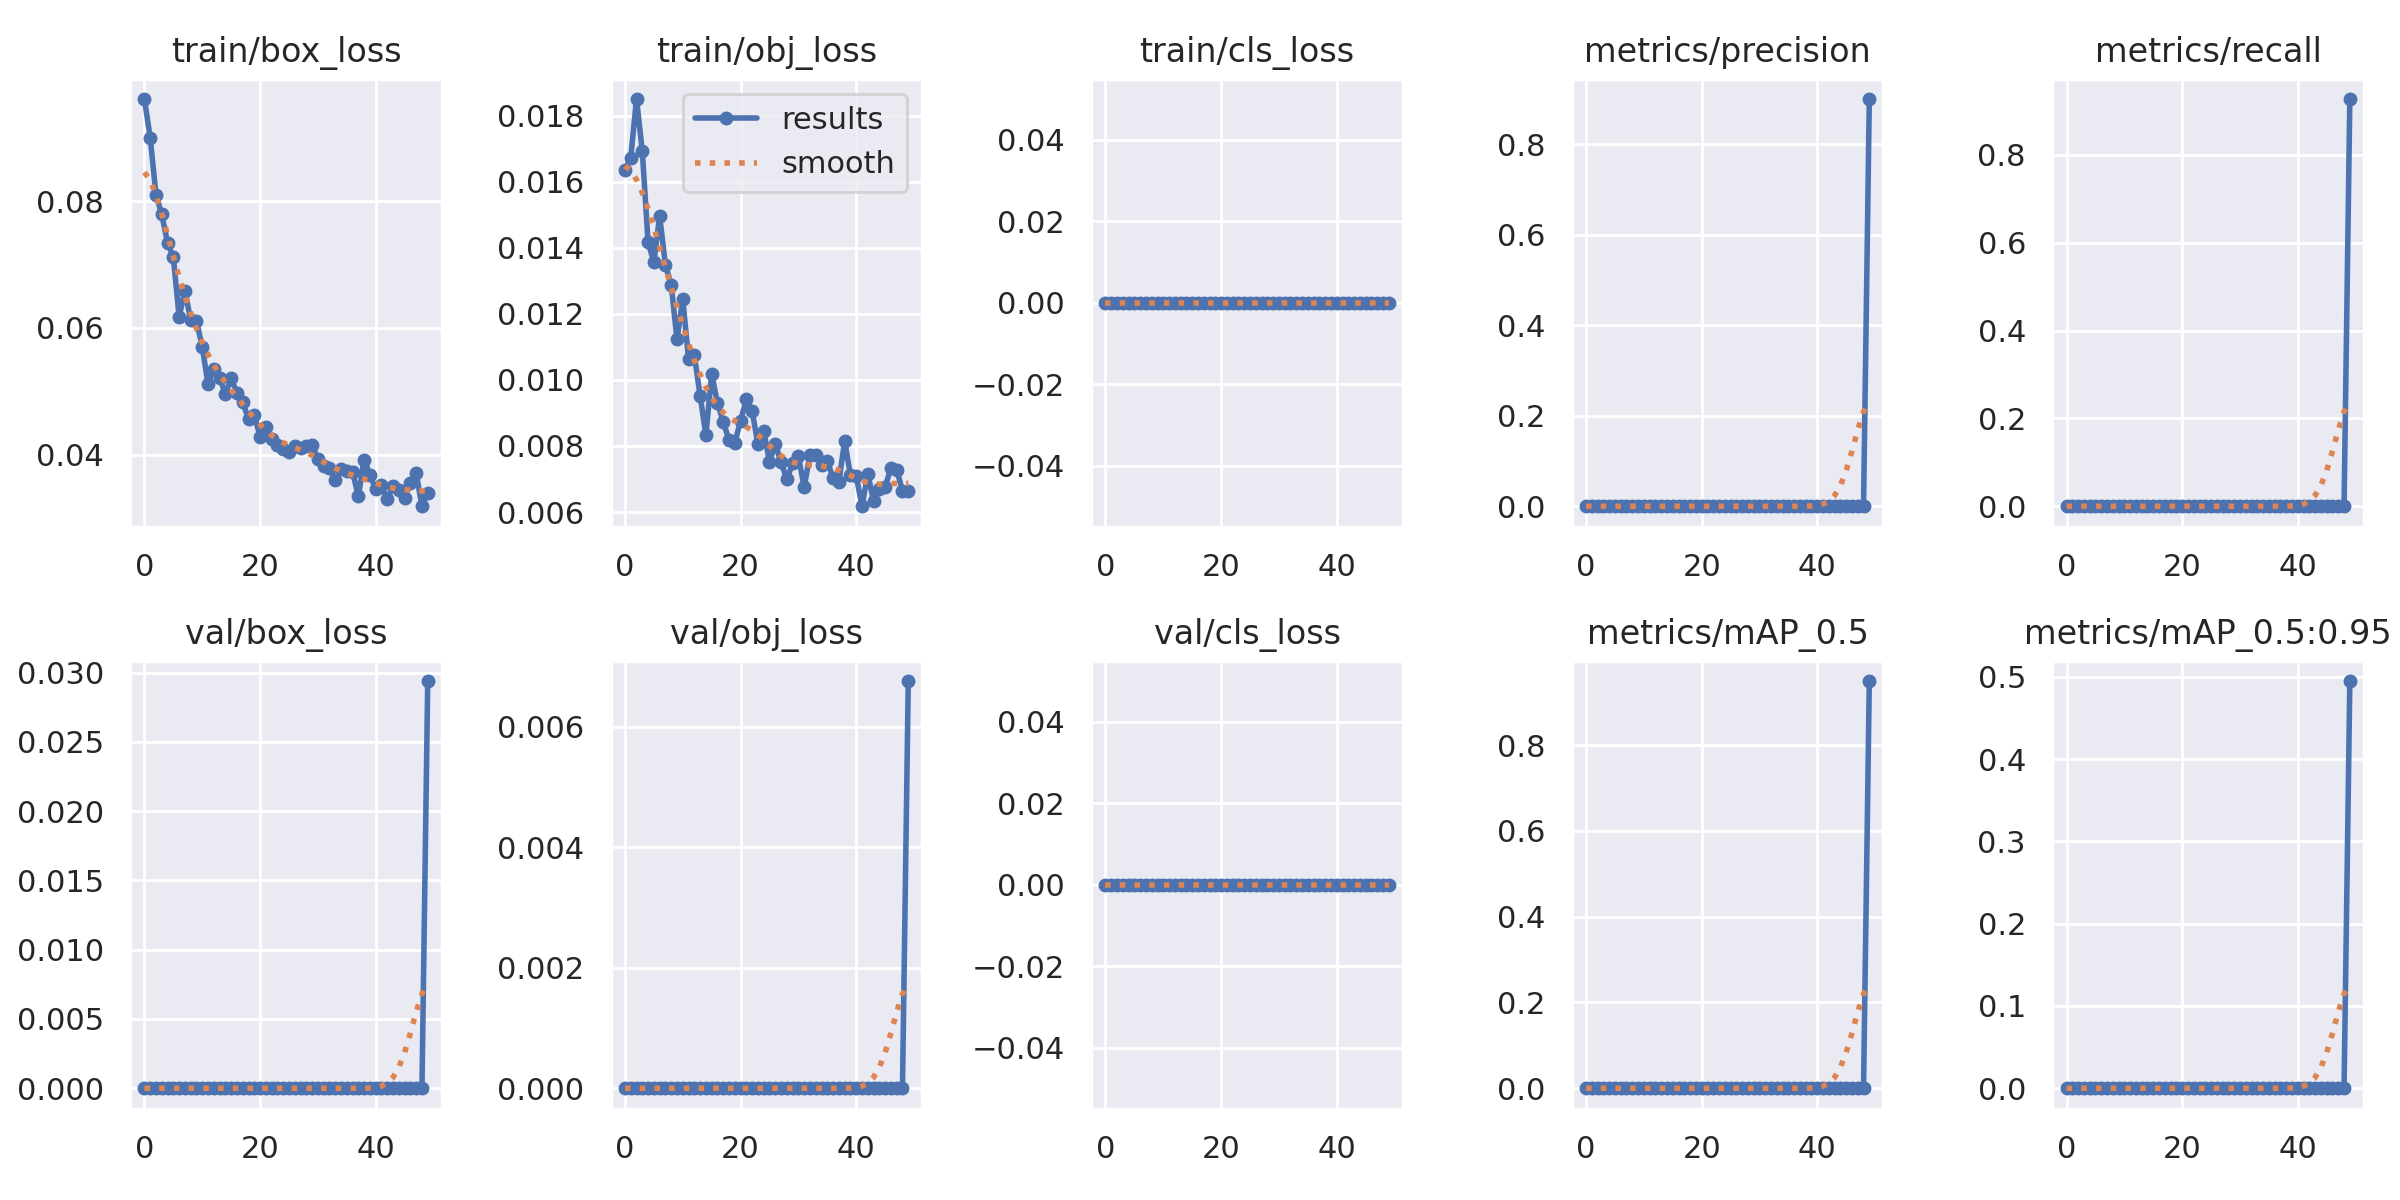 train/box_loss
0.08
0.06
0.04
0 20 40
train/obj_loss
results
smooth
0.018
0.016
0.014
0.012
0.010
0.008
0.006
0 20 40
train/cls_loss
0.04
0.02
0.00
−0.02
−0.04
0 20 40
metrics/precision
0.8
0.6
0.4
0.2
0.0
0 20 40
metrics/recall
0.8
0.6
0.4
0.2
0.0
0 20 40
val/box_loss
0.030
0.025
0.020
0.015
0.010
0.005
0.000
0 20 40
val/obj_loss
0.006
0.004
0.002
0.000
0 20 40
val/cls_loss
0.04
0.02
0.00
−0.02
−0.04
0 20 40
metrics/mAP_0.5
0.8
0.6
0.4
0.2
0.0
0 20 40
metrics/mAP_0.5:0.95
0.5
0.4
0.3
0.2
0.1
0.0
0 20 40